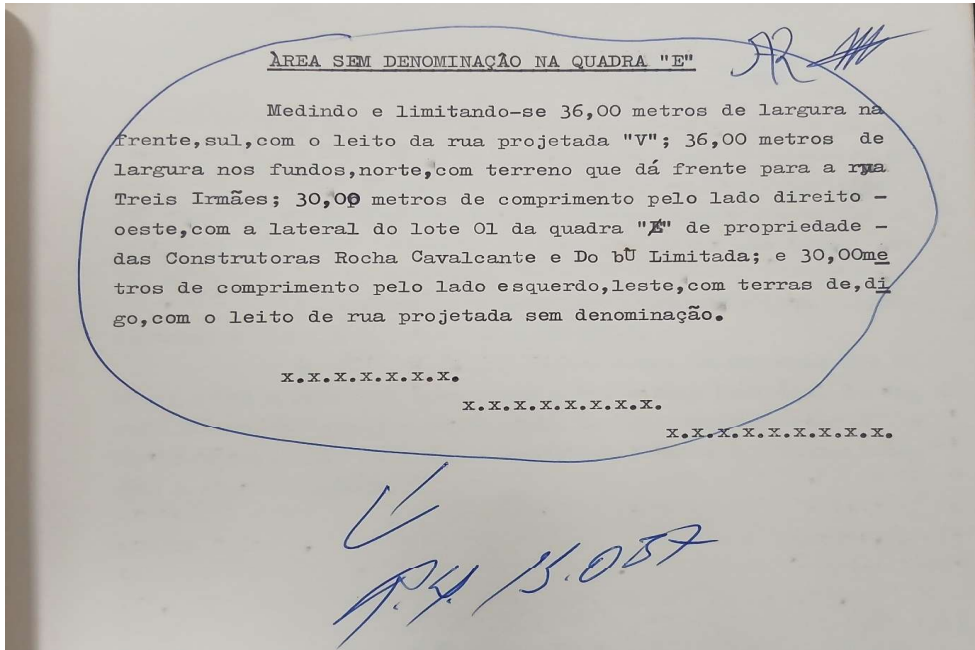 ÀREA SEM DENOMINAÇÃO NA QUADRA "E"
Medindo e limitando-se 36,00 metros de largura na
frente,sul,com o leito da rua projetada "V"; 36,00 metros de
largura nos fundos,norte,com terreno que dá frente para a rua
Treis Irmães; 30,00 metros de comprimento pelo lado direito -
oeste,com a lateral do lote 01 da quadra "E" de propriedade -
das Construtoras Rocha Cavalcante e Do bU Limitada; e 30,00me
tros de comprimento pelo lado esquerdo,leste,com terras de,di
go,com o leito de rua projetada sem denominação.
x.x.x.x.x.x.x.
x.x.x.x.x.x.x.x.
x.x.x.x.x.x.x.x.x.
15.037